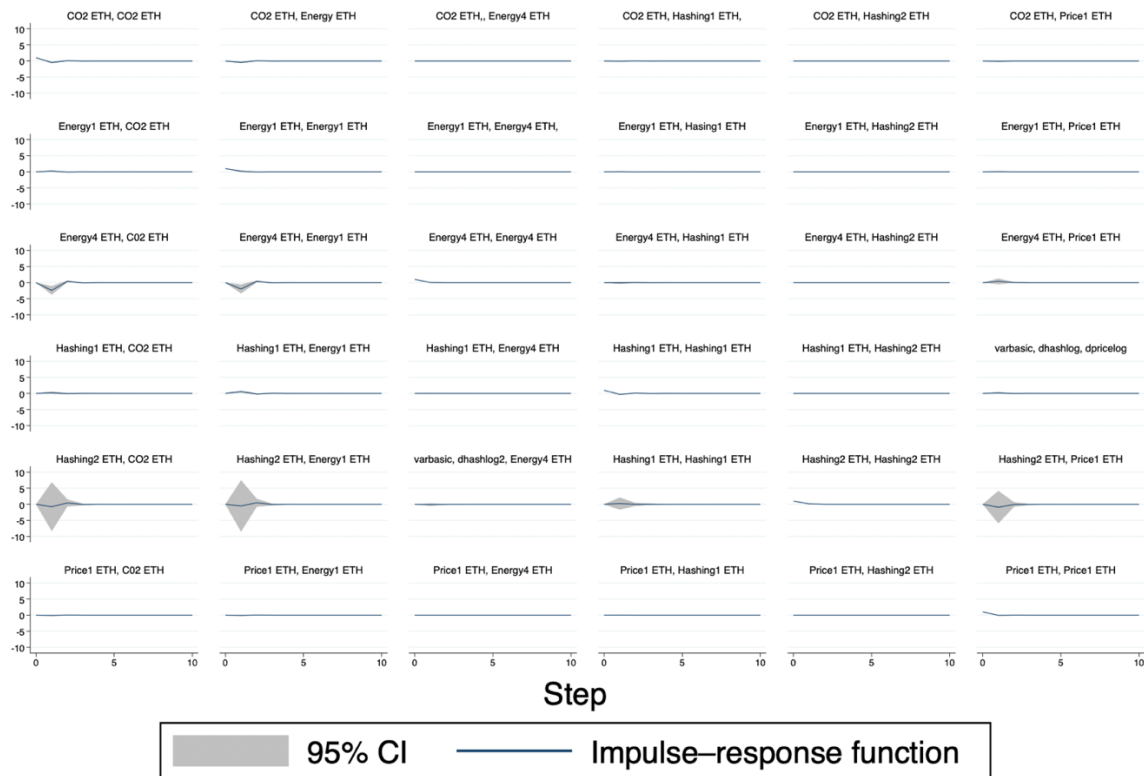 CO2 ETH, CO2 ETH
CO2 ETH, Energy ETH
CO2 ETH,, Energy4 ETH
CO2 ETH, Hashing1 ETH,
CO2 ETH, Hashing2 ETH
CO2 ETH, Price1 ETH
10
5
0
-5
-10
Energy1 ETH, CO2 ETH
Energy1 ETH, Energy1 ETH
Energy1 ETH, Energy4 ETH,
Energy1 ETH, Hasing1 ETH
Energy1 ETH, Hashing2 ETH
Energy1 ETH, Price1 ETH
10
5
0
-5
-10
Energy4 ETH, C02 ETH
Energy4 ETH, Energy1 ETH
Energy4 ETH, Energy4 ETH
Energy4 ETH, Hashing1 ETH
Energy4 ETH, Hashing2 ETH
Energy4 ETH, Price1 ETH
10
5
0
-5
-10
Hashing1 ETH, CO2 ETH
Hashing1 ETH, Energy1 ETH
Hashing1 ETH, Energy4 ETH
Hashing1 ETH, Hashing1 ETH
Hashing1 ETH, Hashing2 ETH
varbasic, dhashlog, dpricelog
10
5
0
-5
-10
Hashing2 ETH, CO2 ETH
Hashing2 ETH, Energy1 ETH
varbasic, dhashlog2, Energy4 ETH
Hashing1 ETH, Hashing1 ETH
Hashing2 ETH, Hashing2 ETH
Hashing2 ETH, Price1 ETH
10
5
0
-5
-10
Price1 ETH, C02 ETH
Price1 ETH, Energy1 ETH
Price1 ETH, Energy4 ETH
Price1 ETH, Hashing1 ETH
Price1 ETH, Hashing2 ETH
Price1 ETH, Price1 ETH
10
5
0
-5
-10
0 5 10
0 5 10
0 5 10
0 5 10
0 5 10
0 5 10
Step
95% CI
Impulse–response function